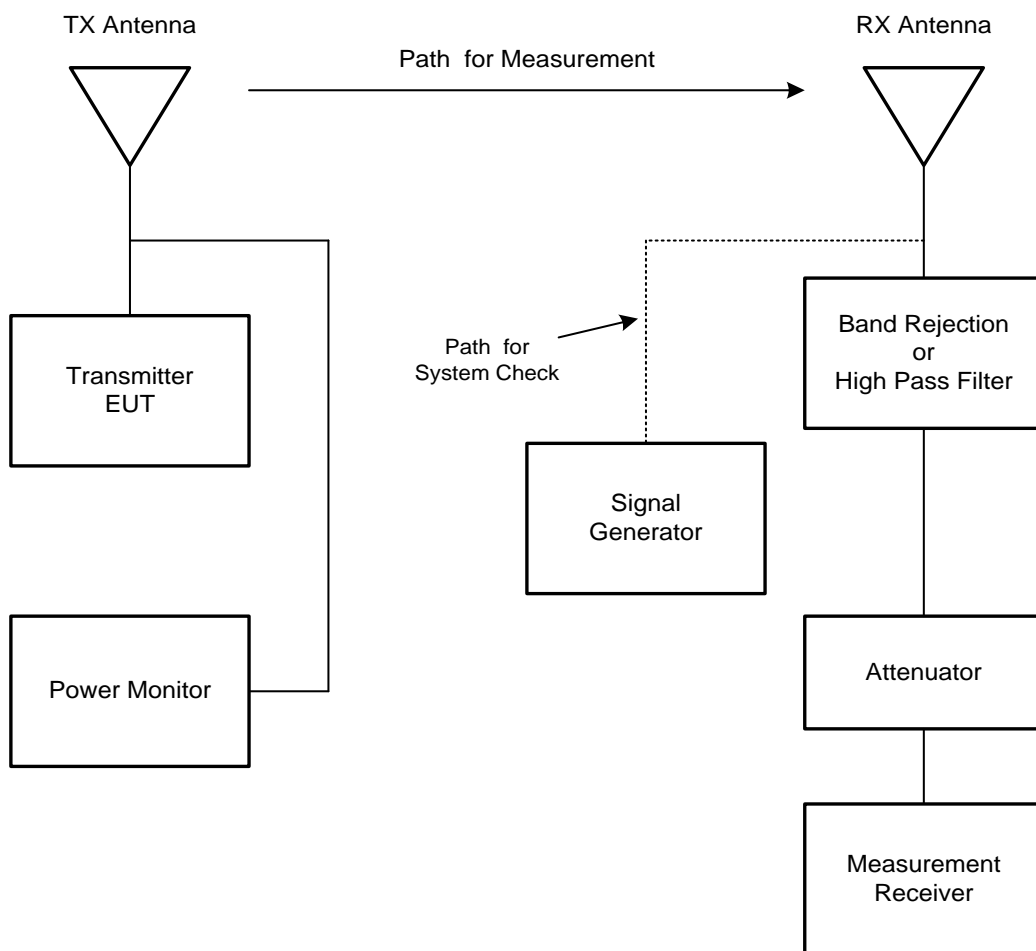 TX Antenna
RX Antenna
Path for Measurement
Transmitter
EUT
Band Rejection
or
High Pass Filter
Path for
System Check
Signal
Generator
Power Monitor
Attenuator
Measurement
Receiver